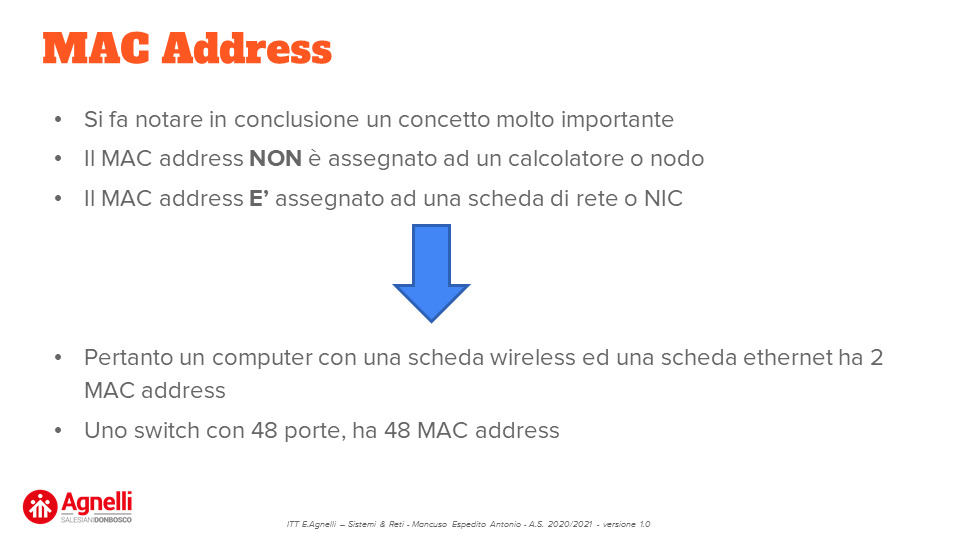 MAC Address
• Si fa notare in conclusione un concetto molto importante
• Il MAC address NON è assegnato ad un calcolatore o nodo
• Il MAC address E’ assegnato ad una scheda di rete o NIC
• Pertanto un computer con una scheda wireless ed una scheda ethernet ha 2
MAC address
• Uno switch con 48 porte, ha 48 MAC address
Agnelli
SALESIANIDONBOSCO
ITT E.Agnelli – Sistemi & Reti - Mancuso Espedito Antonio - A.S. 2020/2021 - versione 1.0